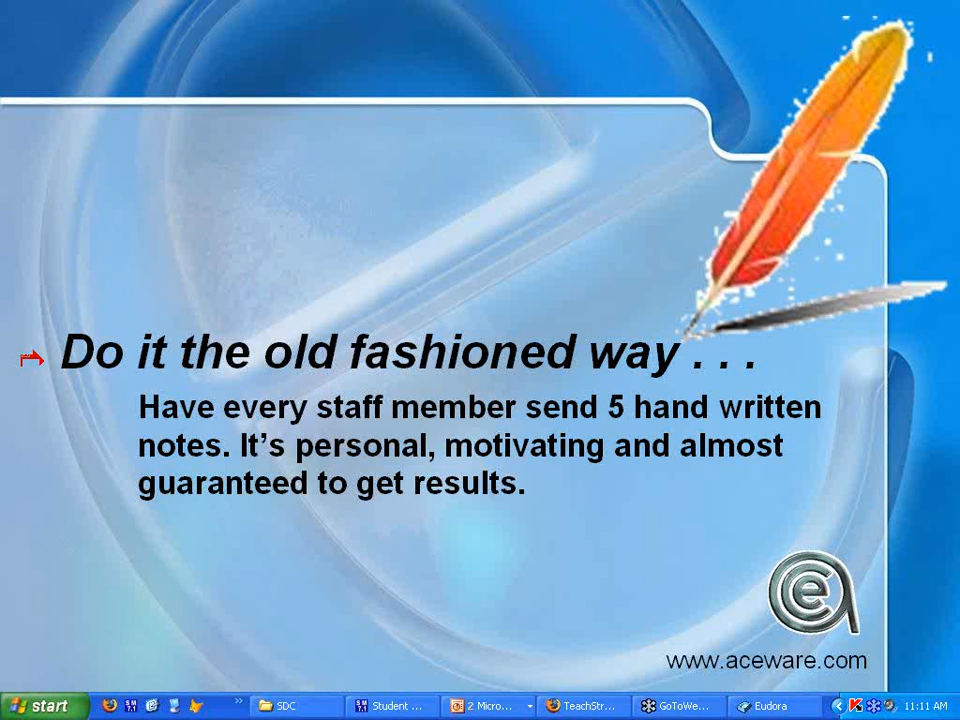 Do it the old fashioned way . . .
Have every staff member send 5 hand written
notes. It’s personal, motivating and almost
guaranteed to get results.
www.aceware.com
start
SDC
Student ...
2 Micro...
TeachStr...
GoToWe...
Eudora
11:11 AM